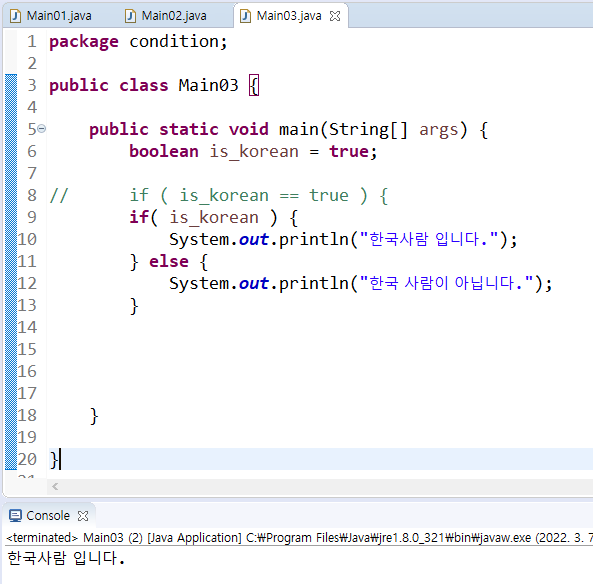 Main01.java Main02.java Main03.java
1 package condition;
2
3 public class Main03 {
4
5 public static void main(String[] args) {
6 boolean is_korean = true;
7
8 // if ( is_korean == true ) {
9 if( is_korean ) {
10 System.out.println("한국사람 입니다.");
11 } else {
12 System.out.println("한국 사람이 아닙니다.");
13 }
14
15
16
17
18 }
19
20 }
Console
<terminated> Main03 (2) [Java Application] C:₩Program Files₩Java₩jre1.8.0_321₩bin₩javaw.exe (2022. 3. 7
한국사람 입니다.